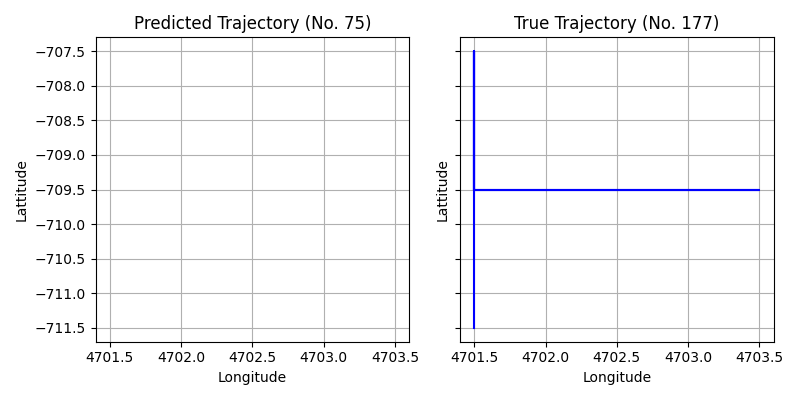 Predicted Trajectory (No. 75)
True Trajectory (No. 177)
Lattitude
−707.5
−708.0
−708.5
−709.0
−709.5
−710.0
−710.5
−711.0
−711.5
4701.5 4702.0 4702.5 4703.0 4703.5
Longitude
Lattitude
4701.5 4702.0 4702.5 4703.0 4703.5
Longitude